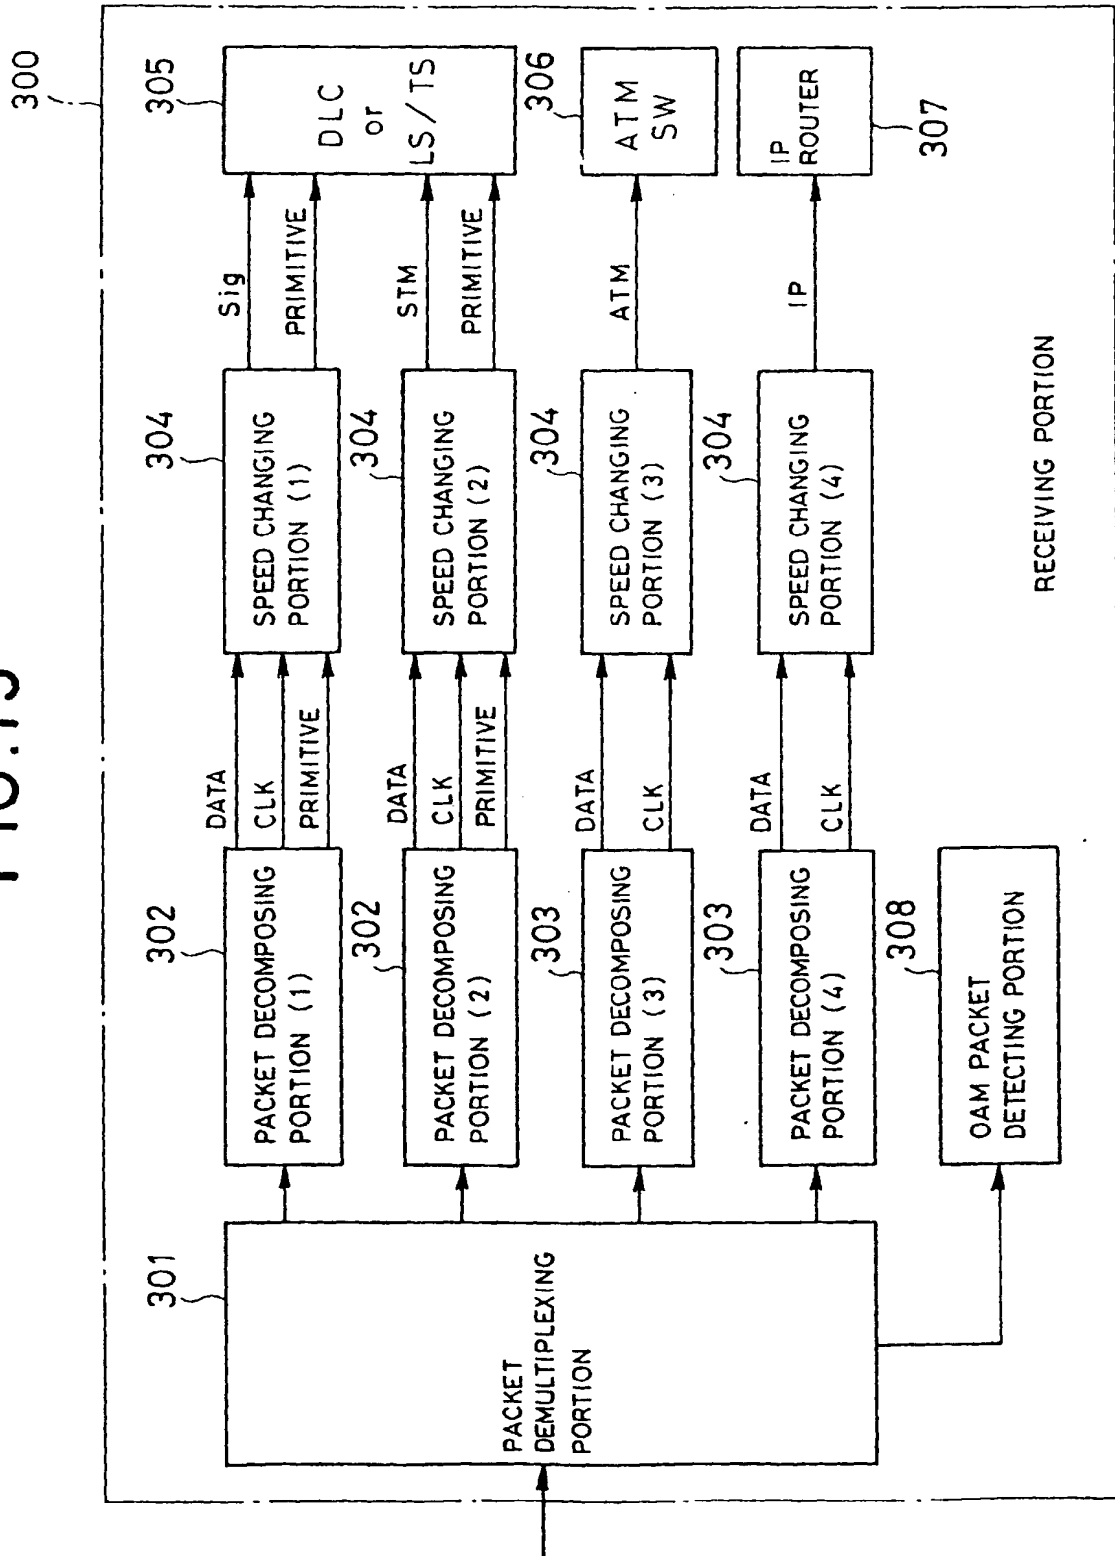 300
301
PACKET
DEMULTIPLEXING
PORTION
302
PACKET DECOMPOSING
PORTION (1)
DATA
CLK
PRIMITIVE
304
SPEED CHANGING
PORTION (1)
Sig
PRIMITIVE
305
DLC
or
LS/TS
302
PACKET DECOMPOSING
PORTION (2)
DATA
CLK
PRIMITIVE
304
SPEED CHANGING
PORTION (2)
STM
PRIMITIVE
303
PACKET DECOMPOSING
PORTION (3)
DATA
CLK
304
SPEED CHANGING
PORTION (3)
ATM
306
ATM
SW
303
PACKET DECOMPOSING
PORTION (4)
DATA
CLK
304
SPEED CHANGING
PORTION (4)
IP
IP
ROUTER
307
308
OAM PACKET
DETECTING PORTION
RECEIVING PORTION